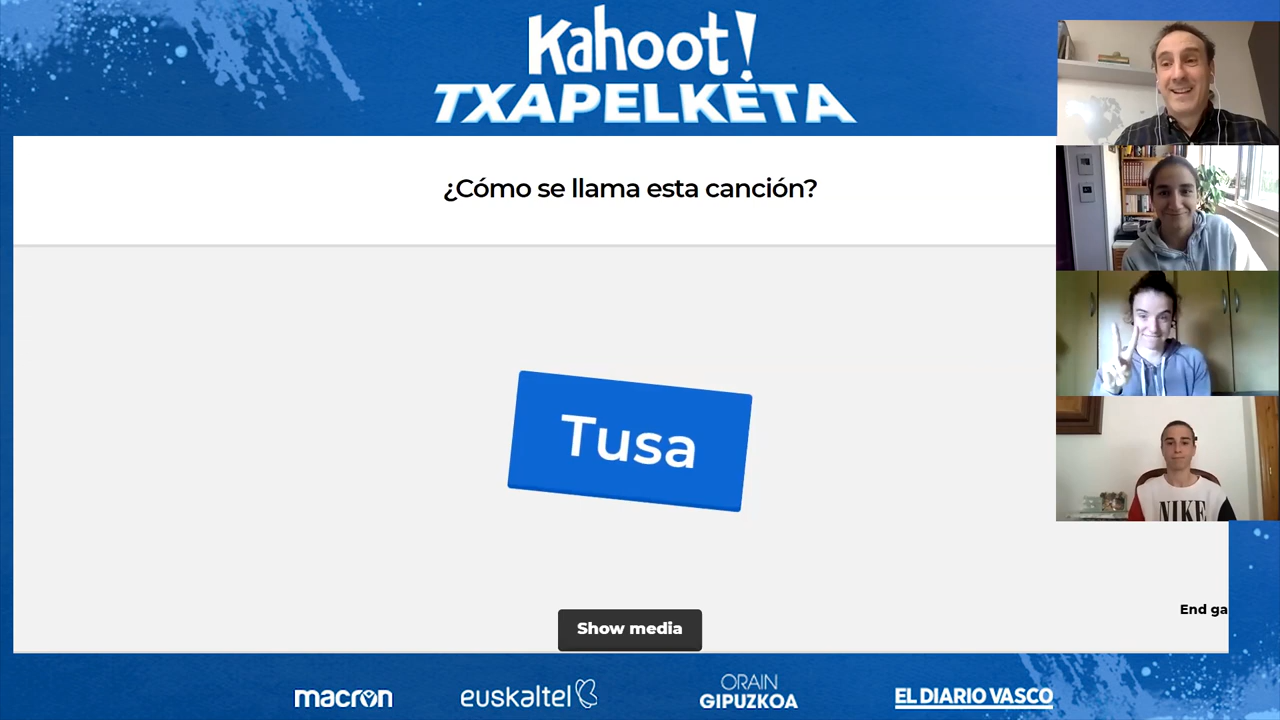 Kahoot!
TXAPELKETA
¿Cómo se llama esta canción?
Tusa
NIKE
End ga
Show media
macron
euskaltel
ORAIN
GIPUZKOA
EL DIARIO VASCO